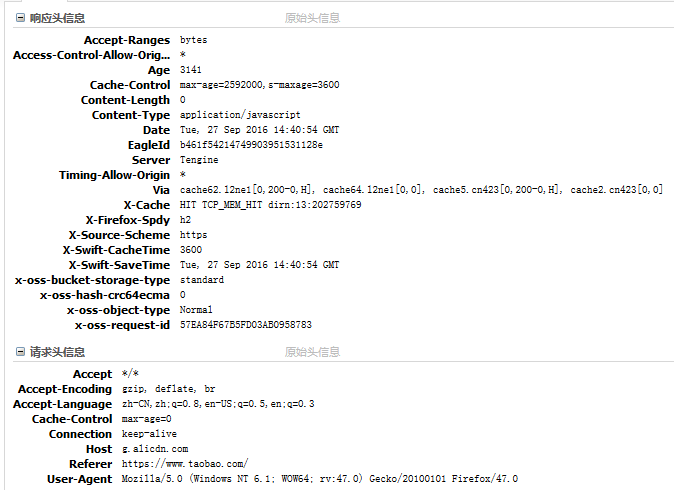 响应头信息 原始头信息
Accept-Ranges bytes
Access-Control-Allow-Orig... *
Age 3141
Cache-Control max-age=2592000,s-maxage=3600
Content-Length 0
Content-Type application/javascript
Date Tue, 27 Sep 2016 14:40:54 GMT
EagleId b461f54214749903951531128e
Server Tengine
Timing-Allow-Origin *
Via cache62.l2ne1[0,200-0,H], cache64.l2ne1[0,0], cache5.cn423[0,200-0,H], cache2.cn423[0,0]
X-Cache HIT TCP_MEM_HIT dirn:13:202759769
X-Firefox-Spdy h2
X-Source-Scheme https
X-Swift-CacheTime 3600
X-Swift-SaveTime Tue, 27 Sep 2016 14:40:54 GMT
x-oss-bucket-storage-type standard
x-oss-hash-crc64ecma 0
x-oss-object-type Normal
x-oss-request-id 57EA84F67B5FD03AB0958783
请求头信息 原始头信息
Accept */*
Accept-Encoding gzip, deflate, br
Accept-Language zh-CN,zh;q=0.8,en-US;q=0.5,en;q=0.3
Cache-Control max-age=0
Connection keep-alive
Host g.alicdn.com
Referer https://www.taobao.com/
User-Agent Mozilla/5.0 (Windows NT 6.1; WOW64; rv:47.0) Gecko/20100101 Firefox/47.0